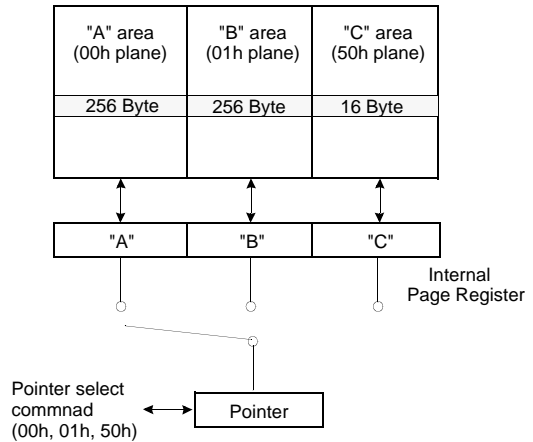 "A" area
(00h plane)
"B" area
(01h plane)
"C" area
(50h plane)
256 Byte
256 Byte
16 Byte
"A"
"B"
"C"
Internal
Page Register
Pointer select
commnad
(00h, 01h, 50h)
Pointer